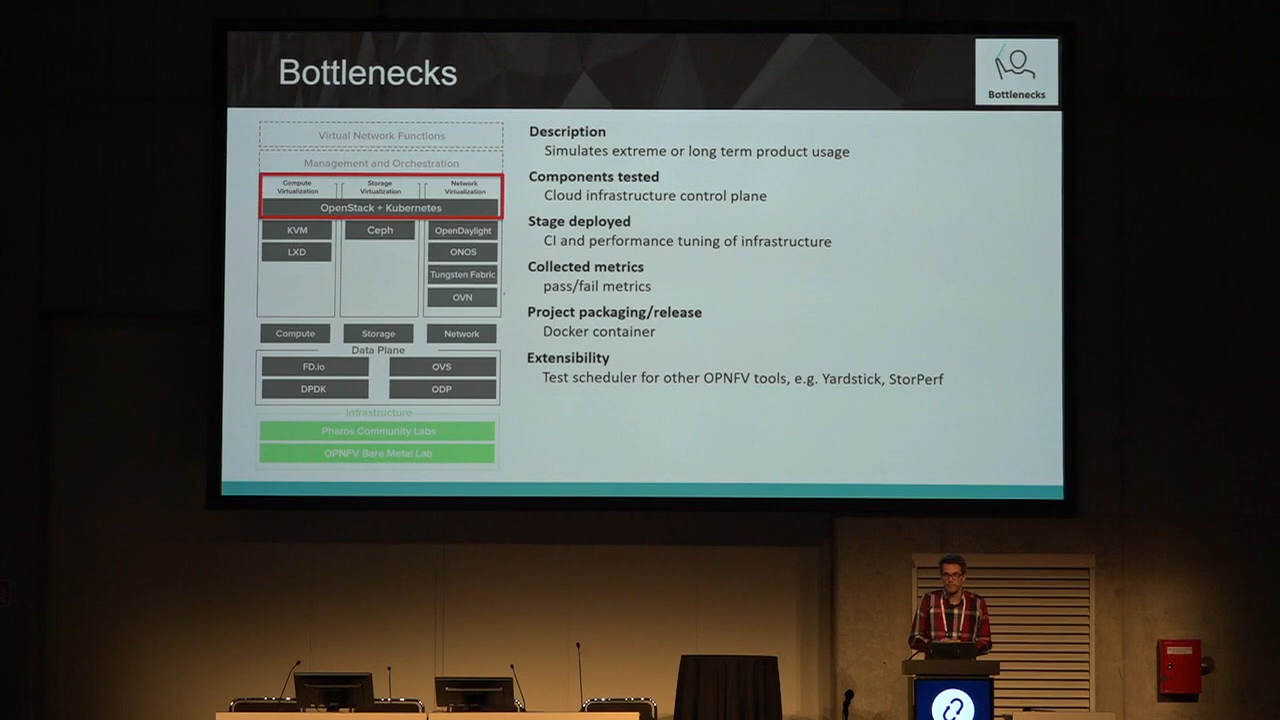 Bottlenecks
Bottlenecks
Virtual Network Functions
Management and Orchestration
Compute Virtualization
Storage Virtualization
Network Virtualization
OpenStack + Kubernetes
KVM
Ceph
OpenDaylight
LXD
ONOS
Tungsten Fabric
OVN
Compute
Storage
Network
Data Plane
FD.io
OVS
DPDK
ODP
Infrastructure
Pharos Community Labs
OPNFV Bare Metal Lab
Description
Simulates extreme or long term product usage
Components tested
Cloud infrastructure control plane
Stage deployed
CI and performance tuning of infrastructure
Collected metrics
pass/fail metrics
Project packaging/release
Docker container
Extensibility
Test scheduler for other OPNFV tools, e.g. Yardstick, StorPerf